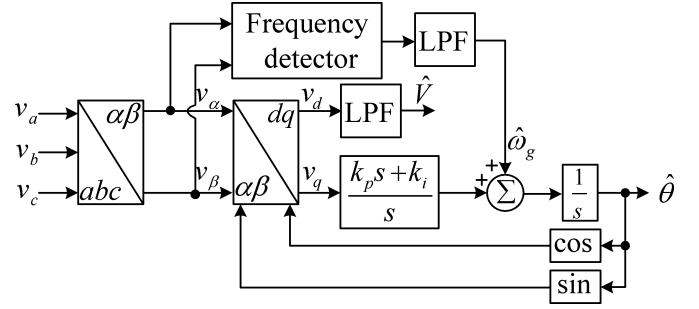 Frequency
detector
LPF
v_a
v_b
v_c
αβ
abc
v_α
v_β
dq
αβ
v_d
v_q
LPF
V̂
k_p s + k_i
s
ω̂_g
+
+
Σ
1
s
θ̂
cos
sin